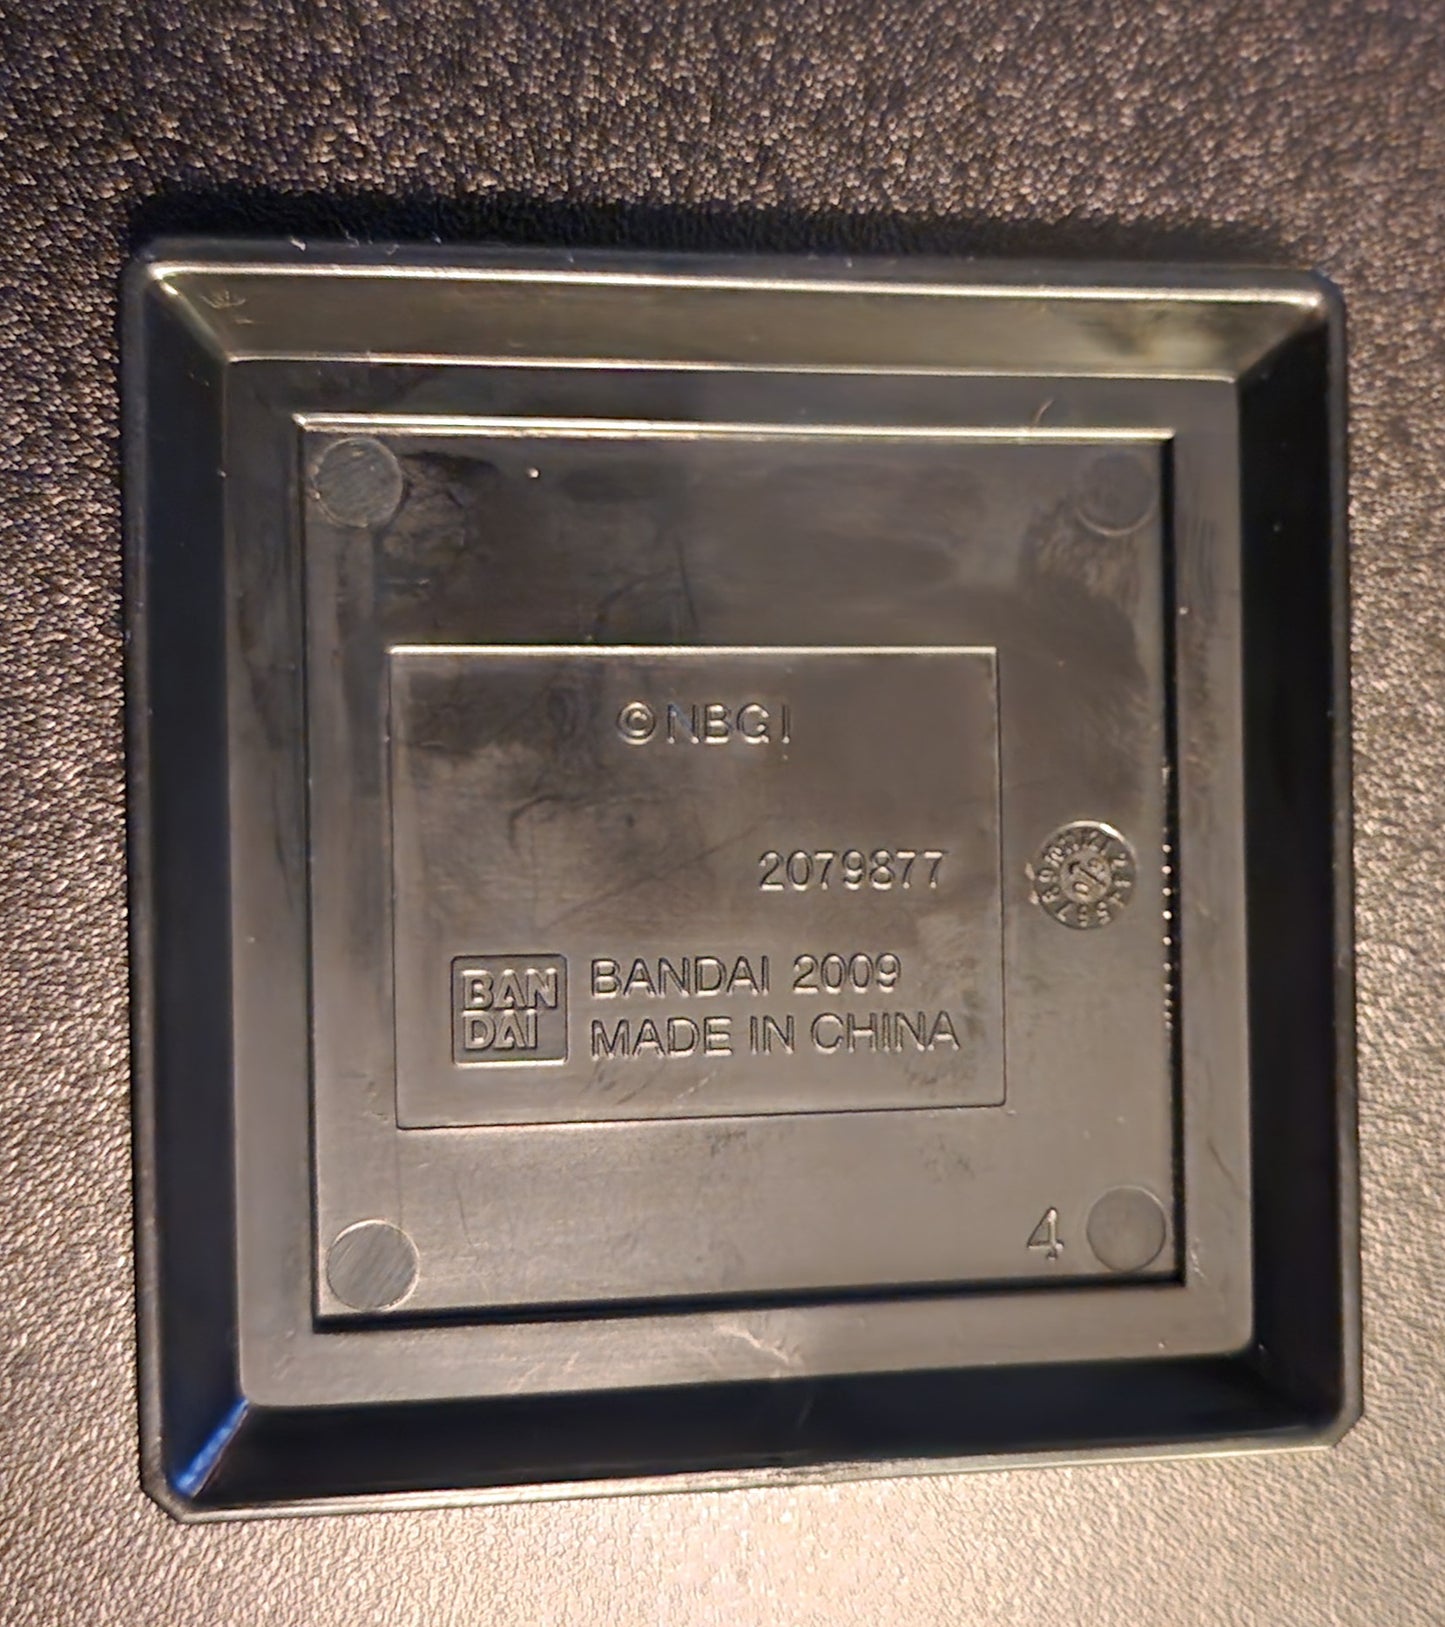 ©NBGI
2079877
BAN
DAI
BANDAI 2009
MADE IN CHINA
4